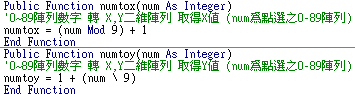 Public Function numtox(num As Integer)
'0~89陣列數字 轉 X,Y二維陣列 取得X值 (num爲點選之0-89陣列)
numtox = (num Mod 9) + 1
End Function
Public Function numtoy(num As Integer)
'0~89陣列數字 轉 X,Y二維陣列 取得Y值 (num爲點選之0-89陣列)
numtoy = 1 + (num \ 9)
End Function